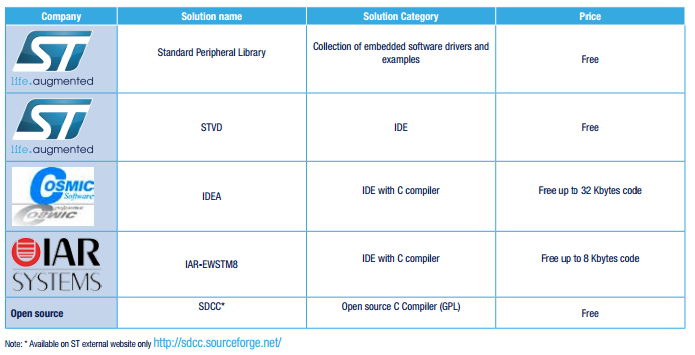 Company Solution name Solution Category Price
ST
life.augmented
Standard Peripheral Library
Collection of embedded software drivers and
examples
Free
ST
life.augmented
STVD IDE Free
COSMIC
Software
IDEA IDE with C compiler Free up to 32 Kbytes code
IAR
SYSTEMS
IAR-EWSTM8 IDE with C compiler Free up to 8 Kbytes code
Open source SDCC* Open source C Compiler (GPL) Free
Note: * Available on ST external website only http://sdcc.sourceforge.net/